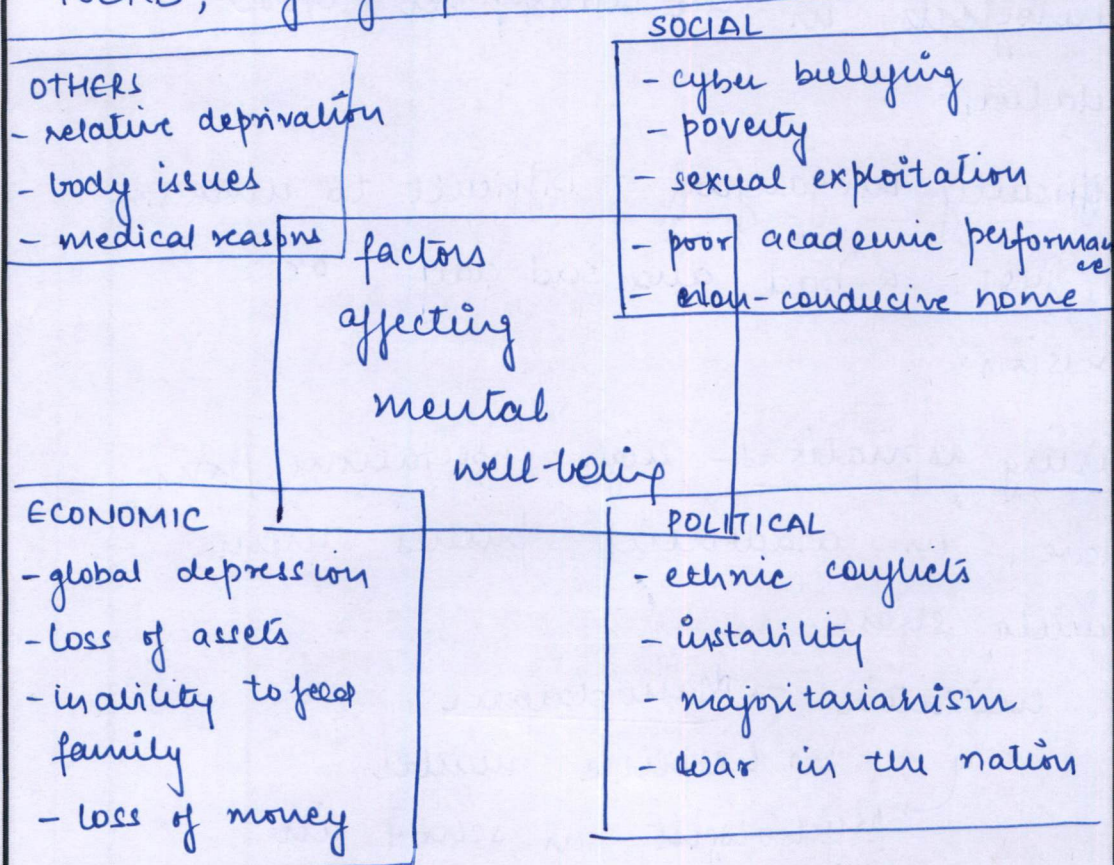 OTHERS
- relative deprivation
- body issues
- medical reasons
SOCIAL
- cyber bullying
- poverty
- sexual exploitation
- poor academic performance
- Non-conducive home
factors
affecting
mental
well being
ECONOMIC
- global depression
- loss of assets
- inability to feed
family
- loss of money
POLITICAL
- ethnic conflicts
- instability
- majoritarianism
- war in the nation